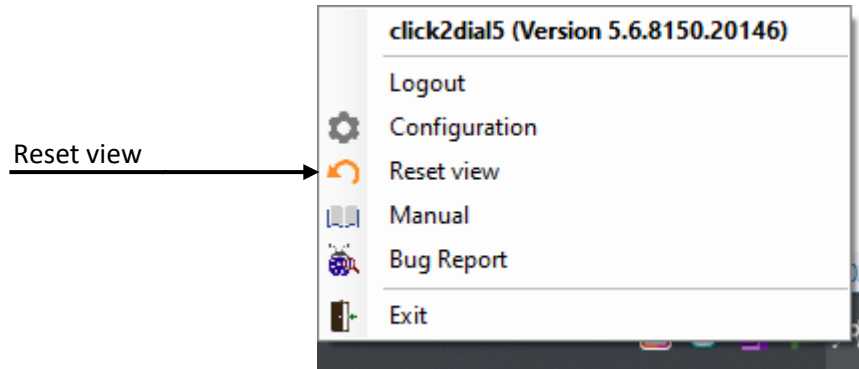 click2dial5 (Version 5.6.8150.20146)
Logout
Configuration
Reset view
Reset view
Manual
Bug Report
Exit